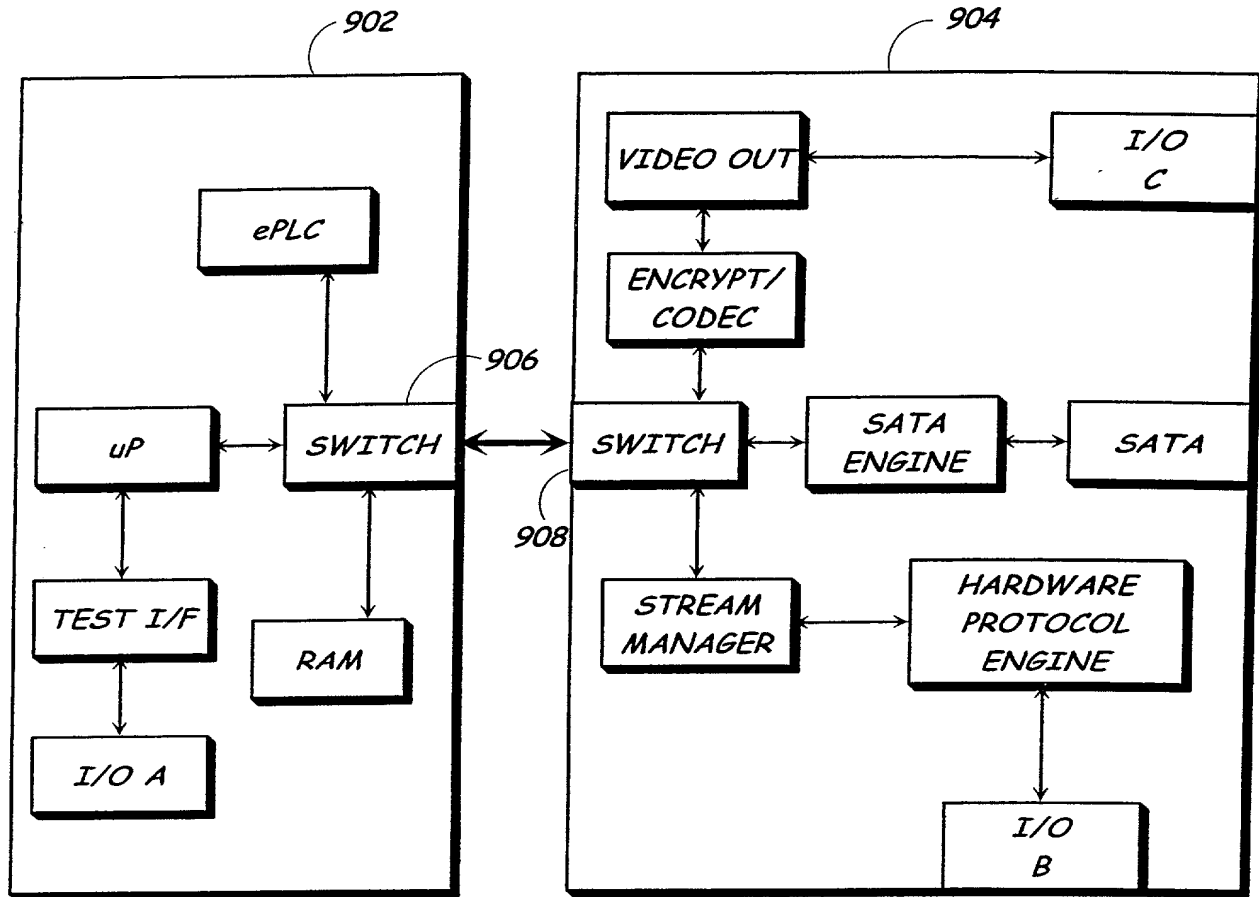 902
904
VIDEO OUT
I/O
C
ePLC
ENCRYPT/
CODEC
906
uP
SWITCH
SWITCH
SATA
ENGINE
SATA
908
TEST I/F
RAM
STREAM
MANAGER
HARDWARE
PROTOCOL
ENGINE
I/O A
I/O
B